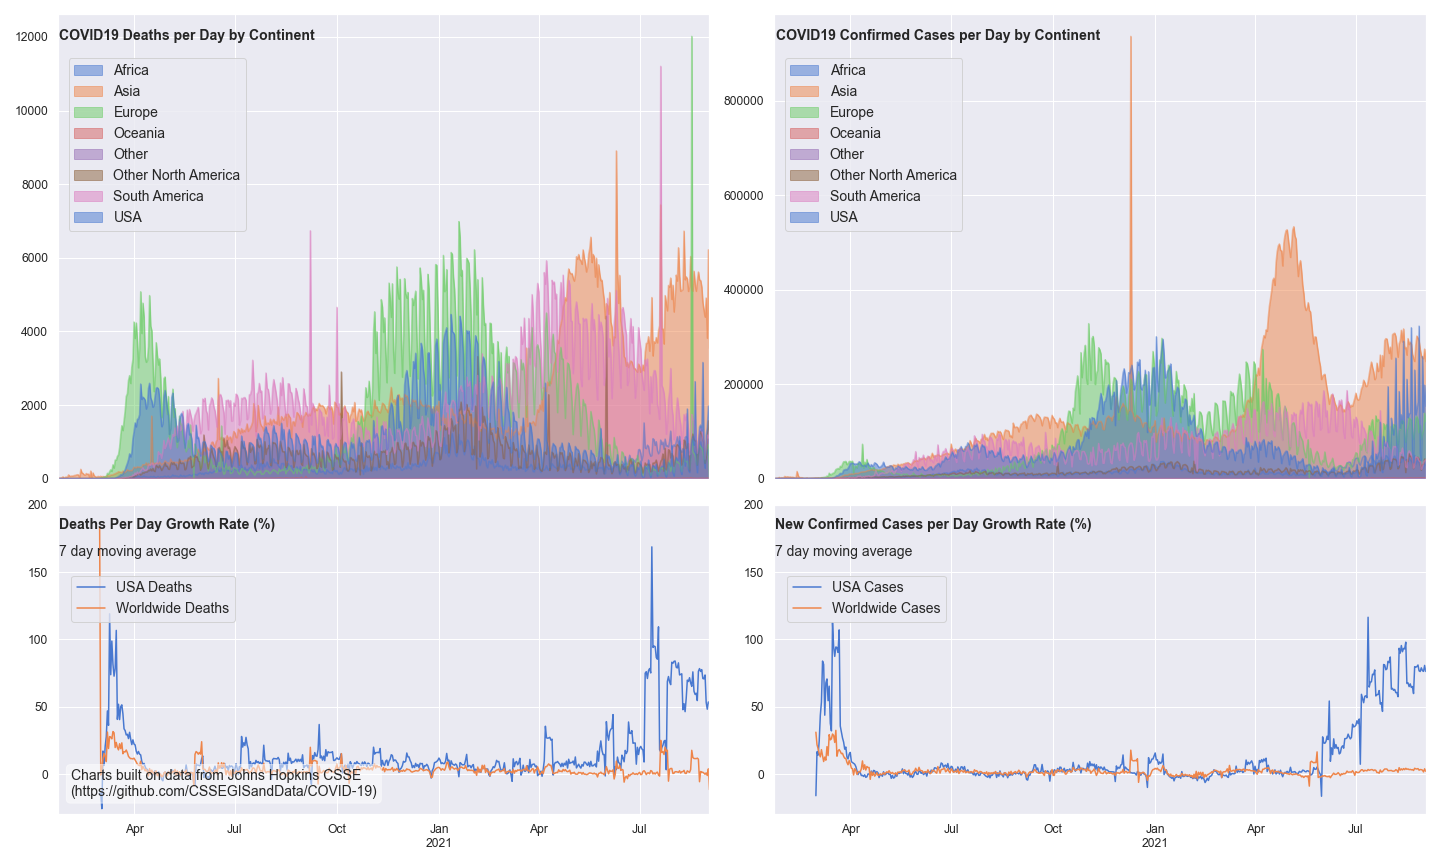 COVID19 Deaths per Day by Continent
12000
10000
8000
6000
4000
2000
0
Africa
Asia
Europe
Oceania
Other
Other North America
South America
USA
COVID19 Confirmed Cases per Day by Continent
800000
600000
400000
200000
0
Africa
Asia
Europe
Oceania
Other
Other North America
South America
USA
Deaths Per Day Growth Rate (%)
7 day moving average
200
150
100
50
0
USA Deaths
Worldwide Deaths
Charts built on data from Johns Hopkins CSSE
(https://github.com/CSSEGISandData/COVID-19)
Apr
Jul
Oct
Jan
2021
Apr
Jul
New Confirmed Cases per Day Growth Rate (%)
7 day moving average
200
150
100
50
0
USA Cases
Worldwide Cases
Apr
Jul
Oct
Jan
2021
Apr
Jul